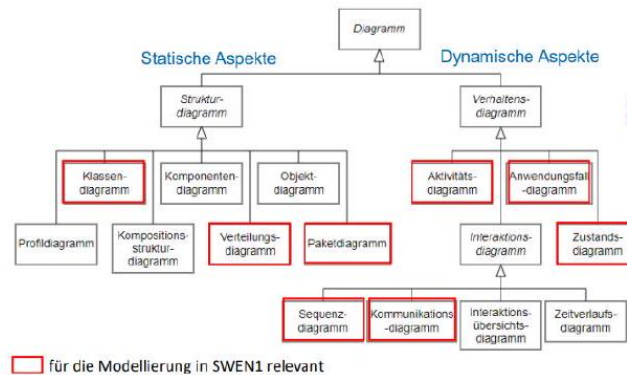 Diagramm
Statische Aspekte
Dynamische Aspekte
Struktur-
diagramm
Verhaltens-
diagramm
Klassen-
diagramm
Komponenten-
diagramm
Objekt-
diagramm
Aktivitäts-
diagramm
Anwendungsfall
-diagramm
Profildiagramm
Kompositions-
struktur-
diagramm
Verteilungs-
diagramm
Paketdiagramm
Interaktions-
diagramm
Zustands-
diagramm
Sequenz-
diagramm
Kommunikations
-diagramm
Interaktions-
übersichts-
diagramm
Zeitverlaufs-
diagramm
für die Modellierung in SWEN1 relevant